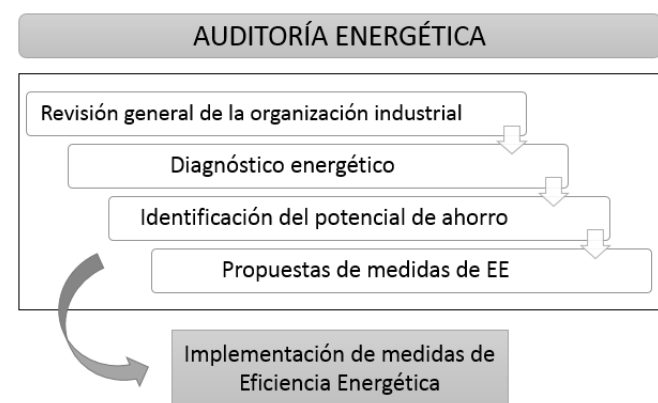 AUDITORÍA ENERGÉTICA
Revisión general de la organización industrial
Diagnóstico energético
Identificación del potencial de ahorro
Propuestas de medidas de EE
Implementación de medidas de
Eficiencia Energética